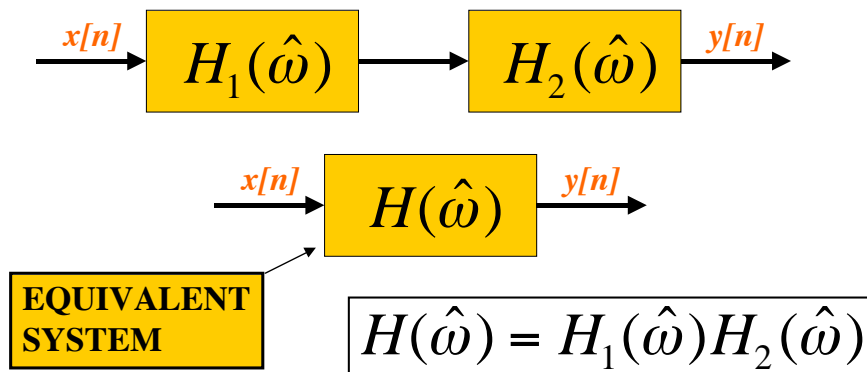 x[n] H₁(ω̂) H₂(ω̂) y[n]
x[n] H(ω̂) y[n]
EQUIVALENT
SYSTEM
H(ω̂) = H₁(ω̂)H₂(ω̂)